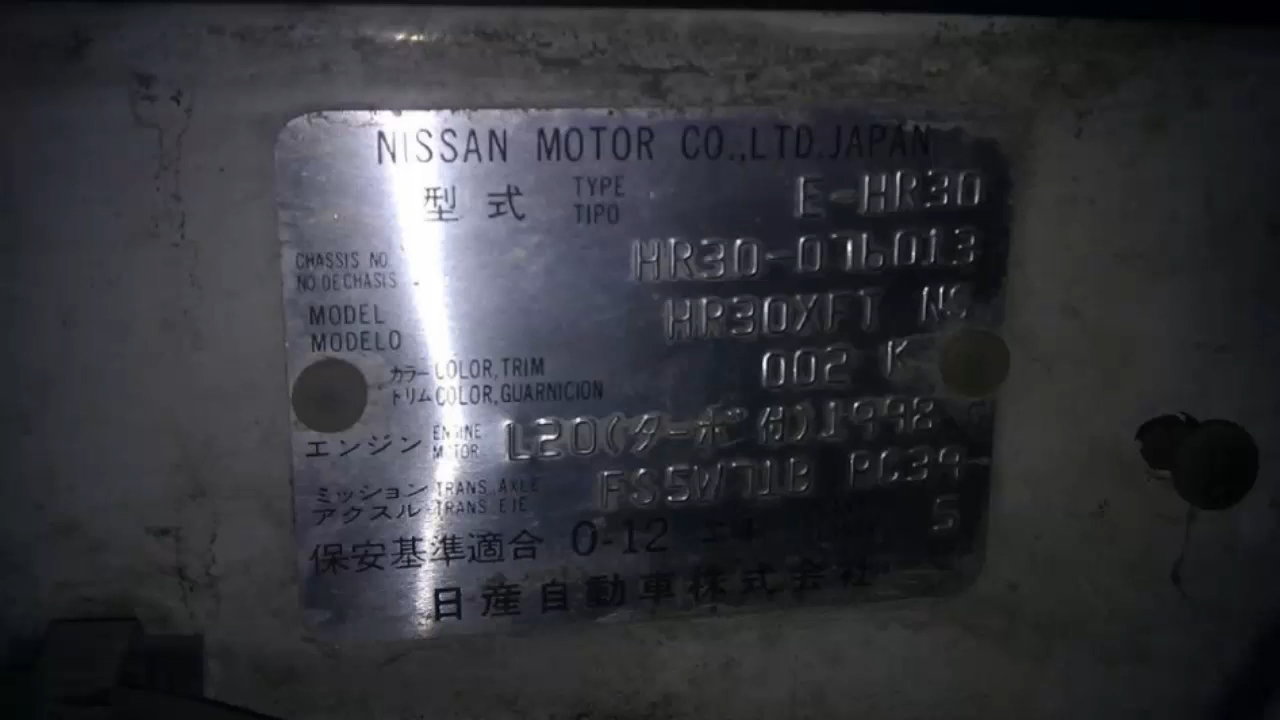 NISSAN MOTOR CO.,LTD.JAPAN
型式 TYPE TIPO E-HR30
CHASSIS NO. NO.DE CHASIS HR30-076013
MODEL MODELO HR30XFT NS
カラー トリム COLOR,TRIM COLOR,GUARNICION 002 K
エンジン ENGINE MOTOR L20(ターボ付)1998
ミッション アクスル TRANS. AXLE TRANS. EJE FS5W71B PC39-
5
保安基準適合 0-12
日産自動車株式会社